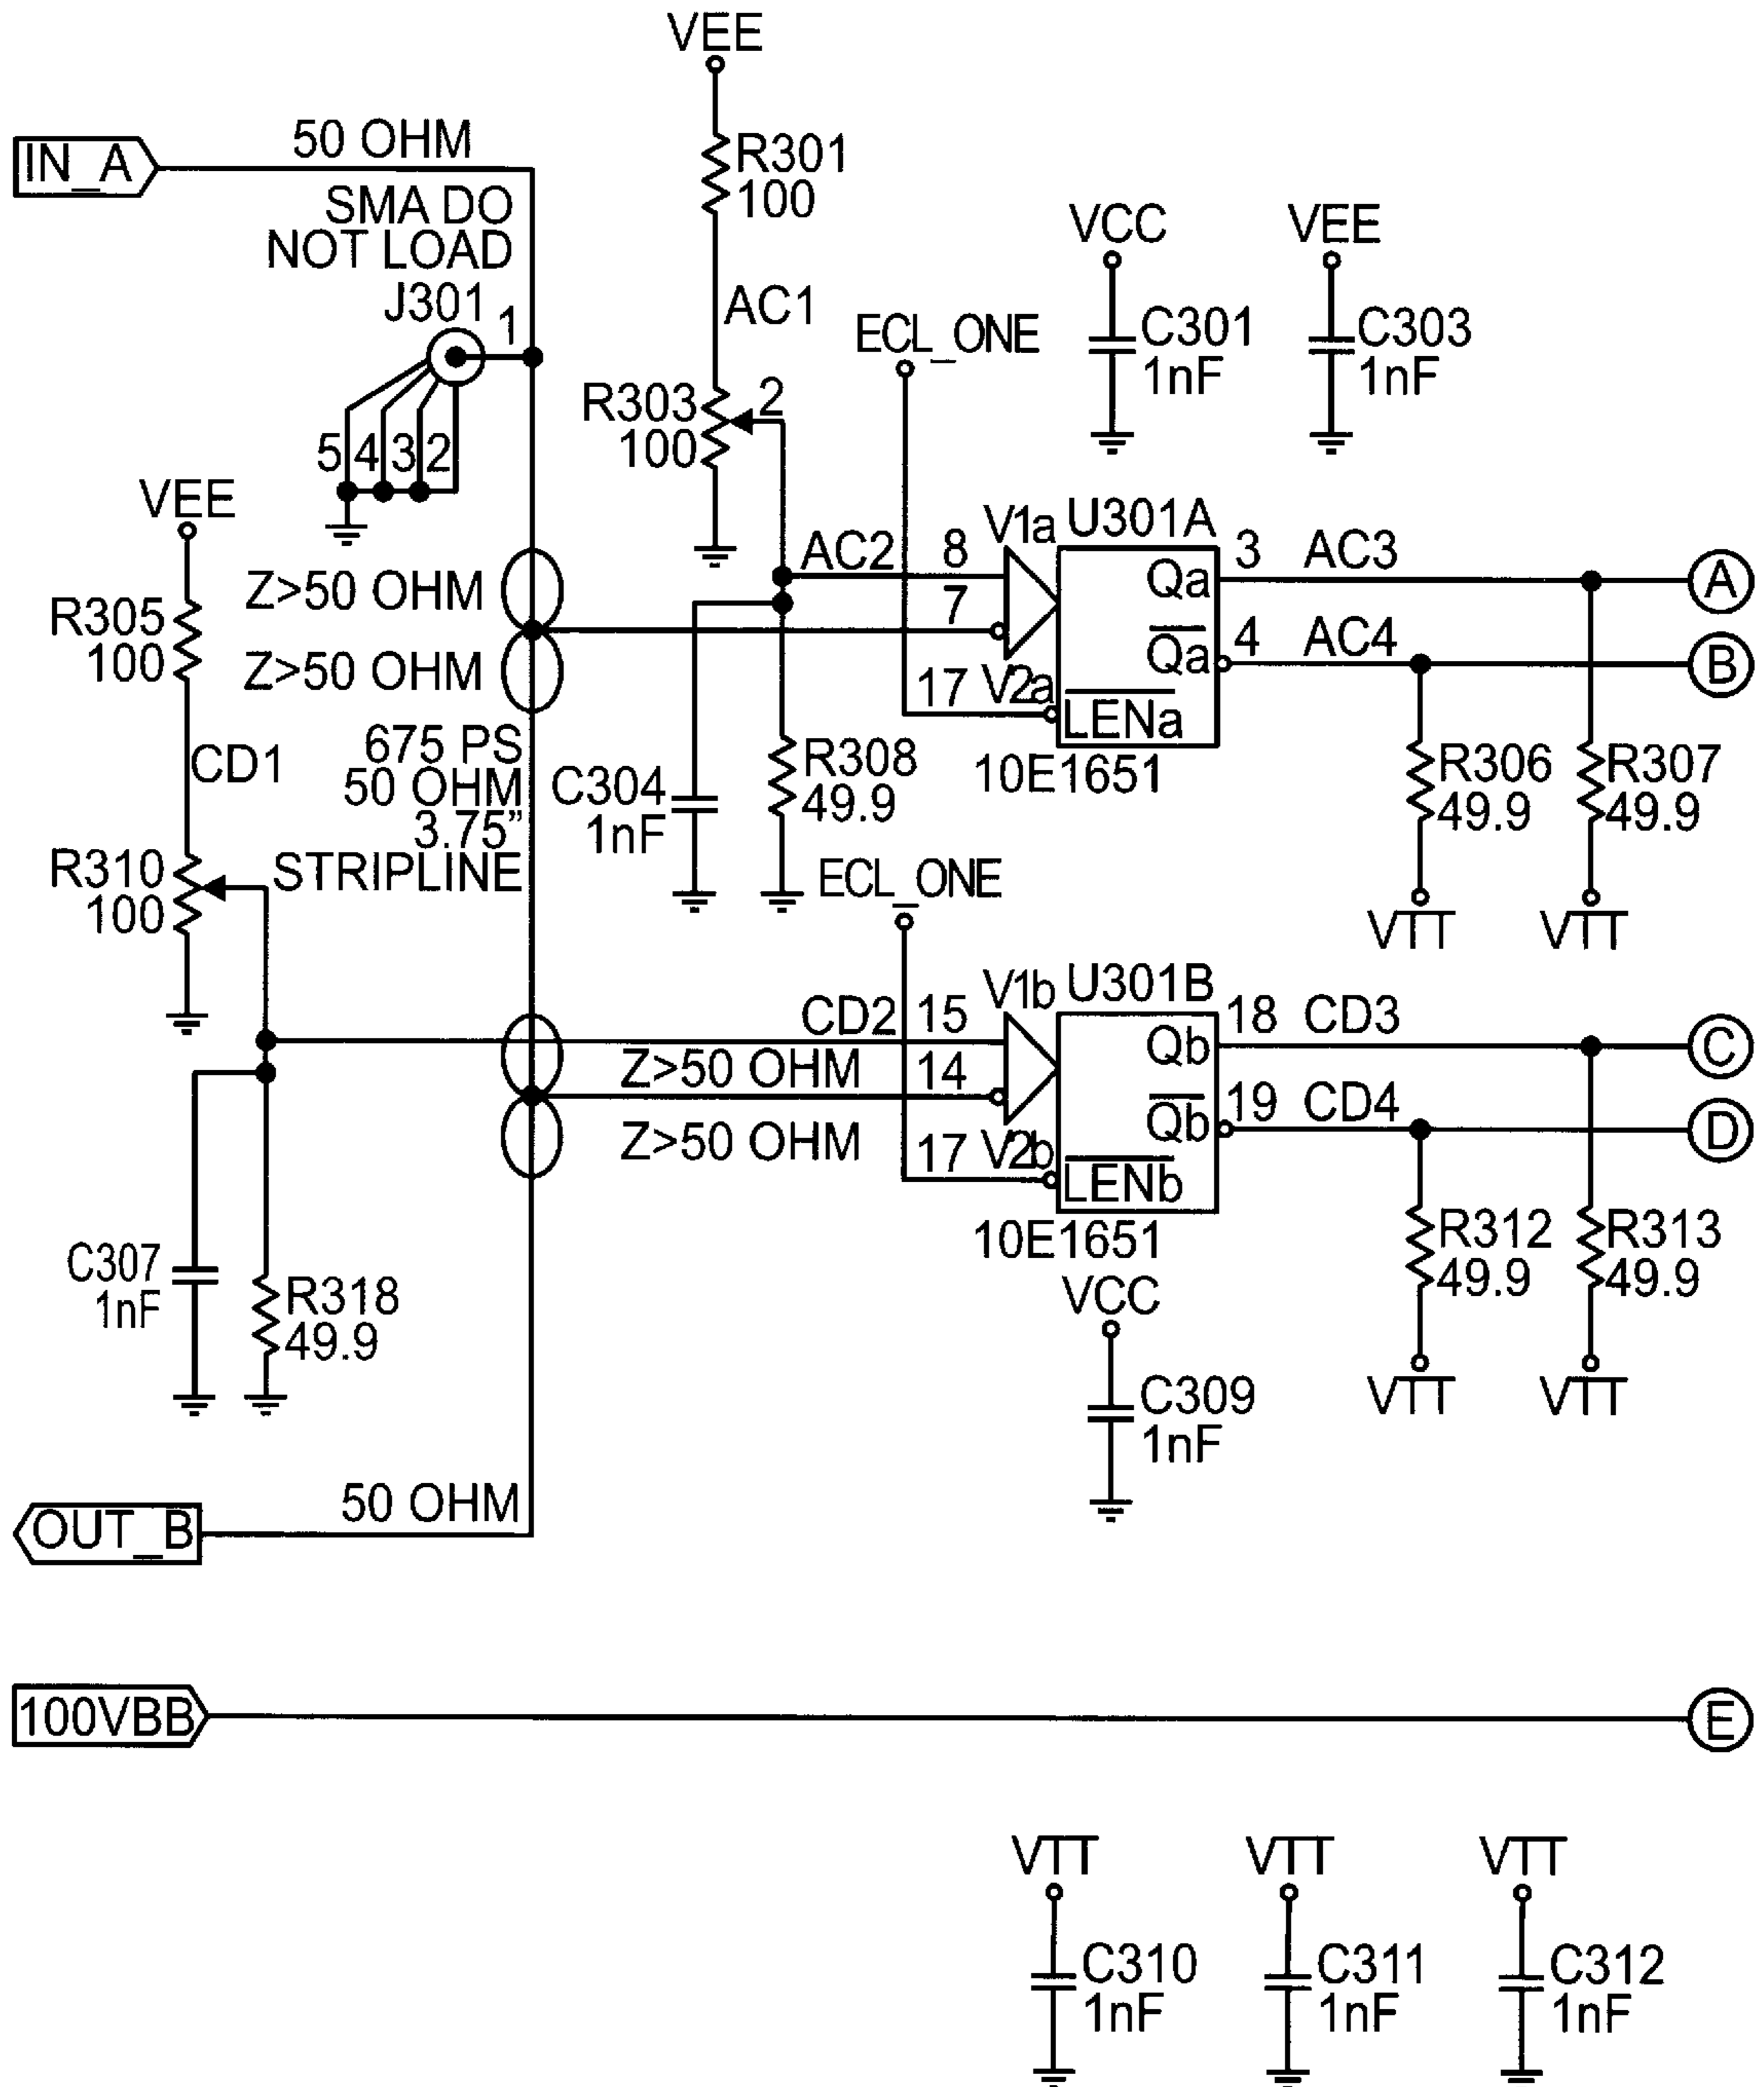 VEE
IN_A
50 OHM
R301
100
SMA DO
NOT LOAD
J301
1
5
4
3
2
AC1
R303
100
2
VCC
C301
1nF
VEE
C303
1nF
ECL_ONE
VEE
R305
100
CD1
R310
100
Z>50 OHM
Z>50 OHM
675 PS
50 OHM
3.75”
STRIPLINE
AC2
8
7
17
V1a
V2a
U301A
Qa
Qa
LENa
10E1651
3
AC3
4
AC4
A
B
C304
1nF
R308
49.9
R306
49.9
R307
49.9
VTT
VTT
ECL_ONE
CD2
15
Z>50 OHM
14
Z>50 OHM
17
V1b
V2b
U301B
Qb
Qb
LENb
10E1651
18
CD3
19
CD4
C
D
C307
1nF
R318
49.9
R312
49.9
R313
49.9
VTT
VTT
VCC
C309
1nF
OUT_B
50 OHM
100VBB
E
VTT
C310
1nF
VTT
C311
1nF
VTT
C312
1nF